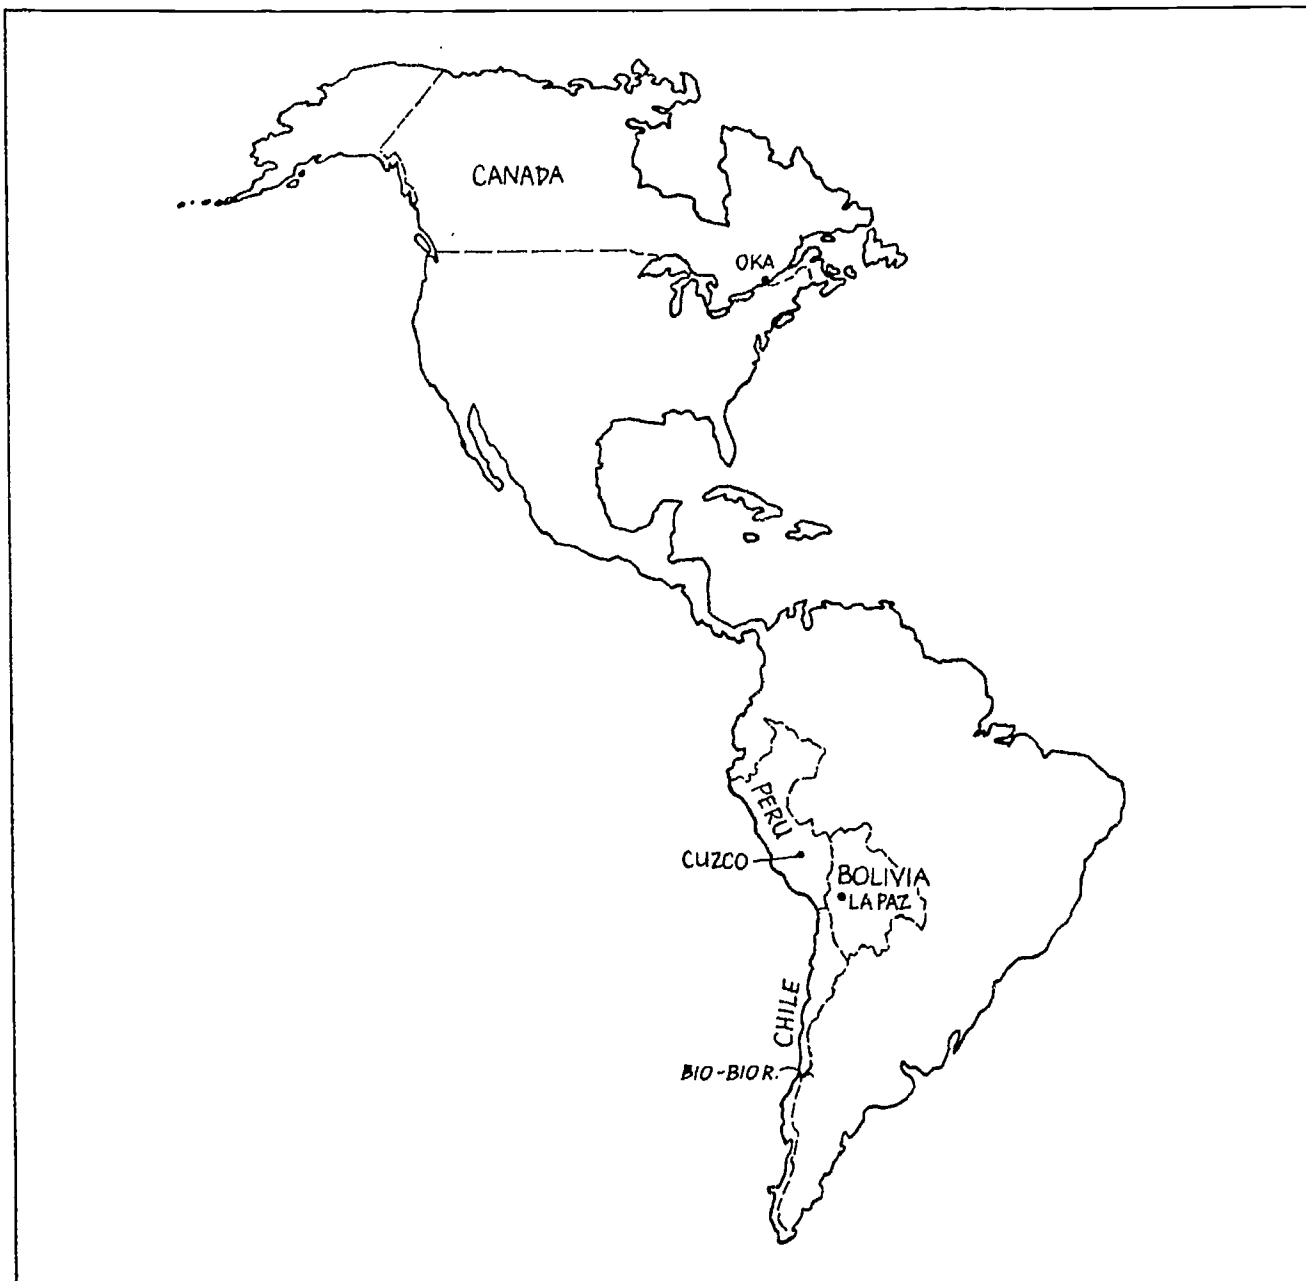 CANADA
OKA
PERU
CUZCO
BOLIVIA
LA PAZ
CHILE
BIO-BIO R.